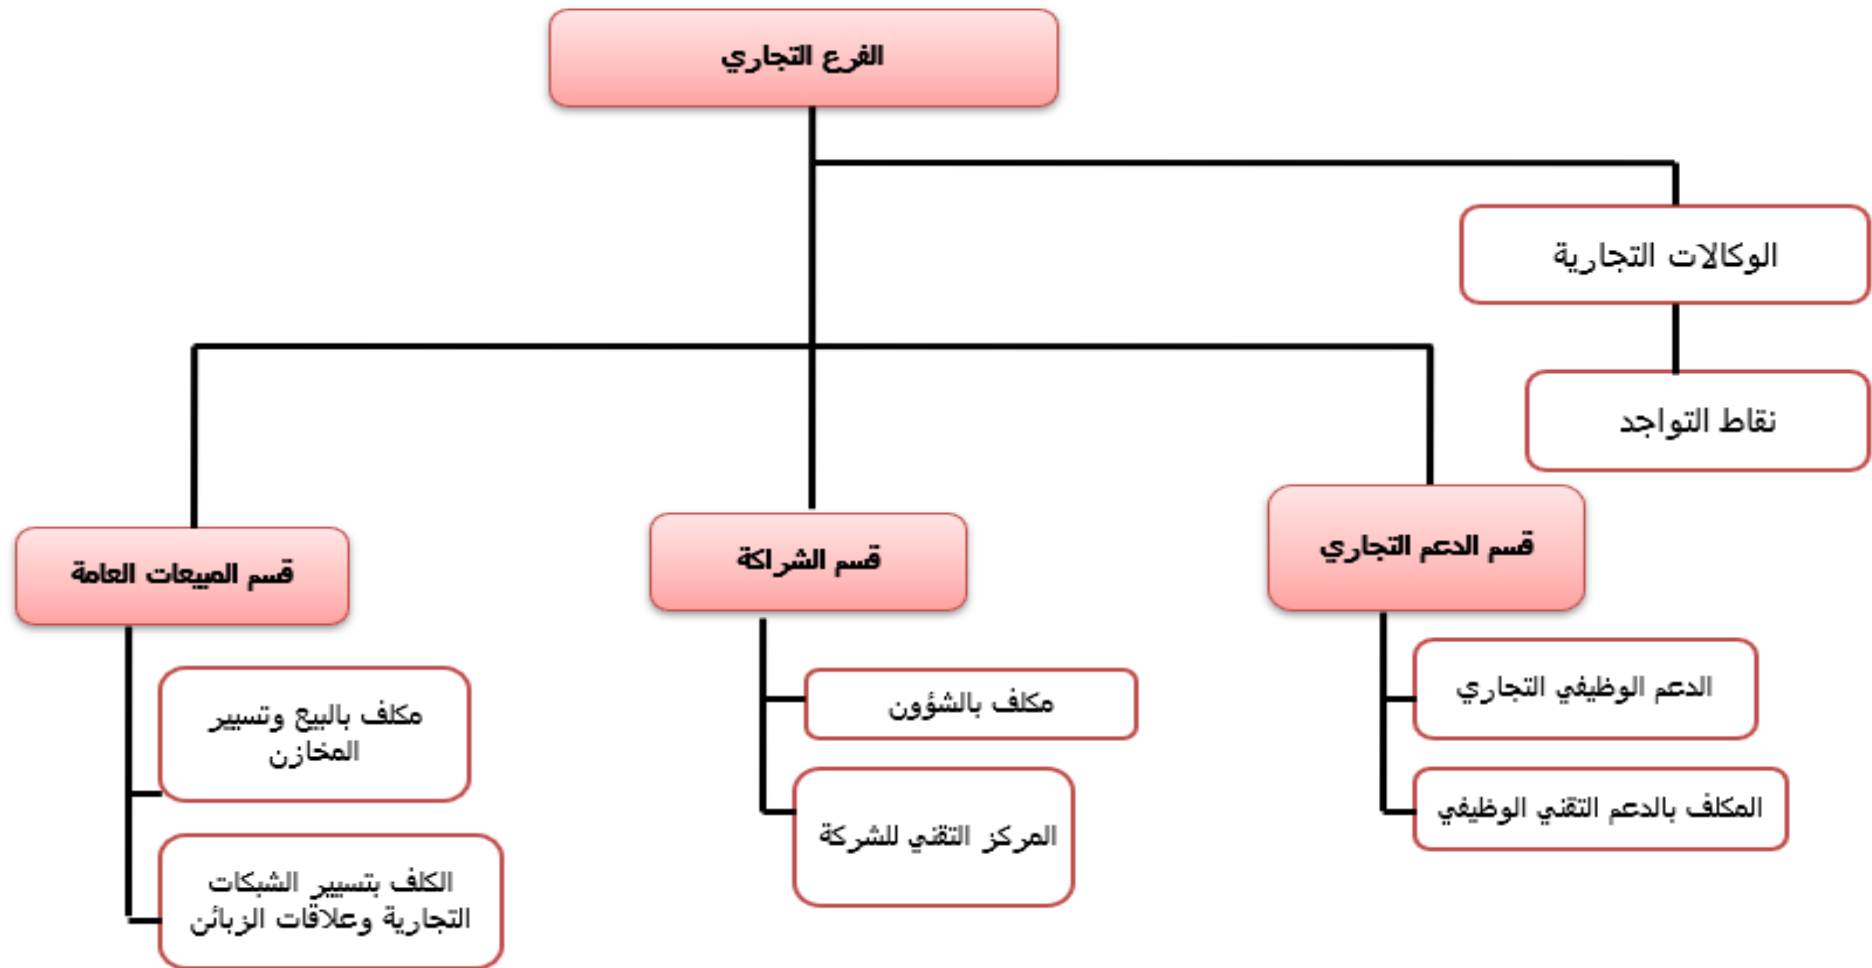 الفرع التجاري
الوكالات التجارية
نقاط التواجد
قسم الدعم التجاري
قسم الشراكة
قسم المبيعات العامة
الدعم الوظيفي التجاري
المكلف بالدعم التقني الوظيفي
مكلف بالشؤون
المركز التقني للشركة
مكلف بالبيع وتسيير
المخازن
الكلف بتسيير الشبكات
التجارية وعلاقات الزبائن